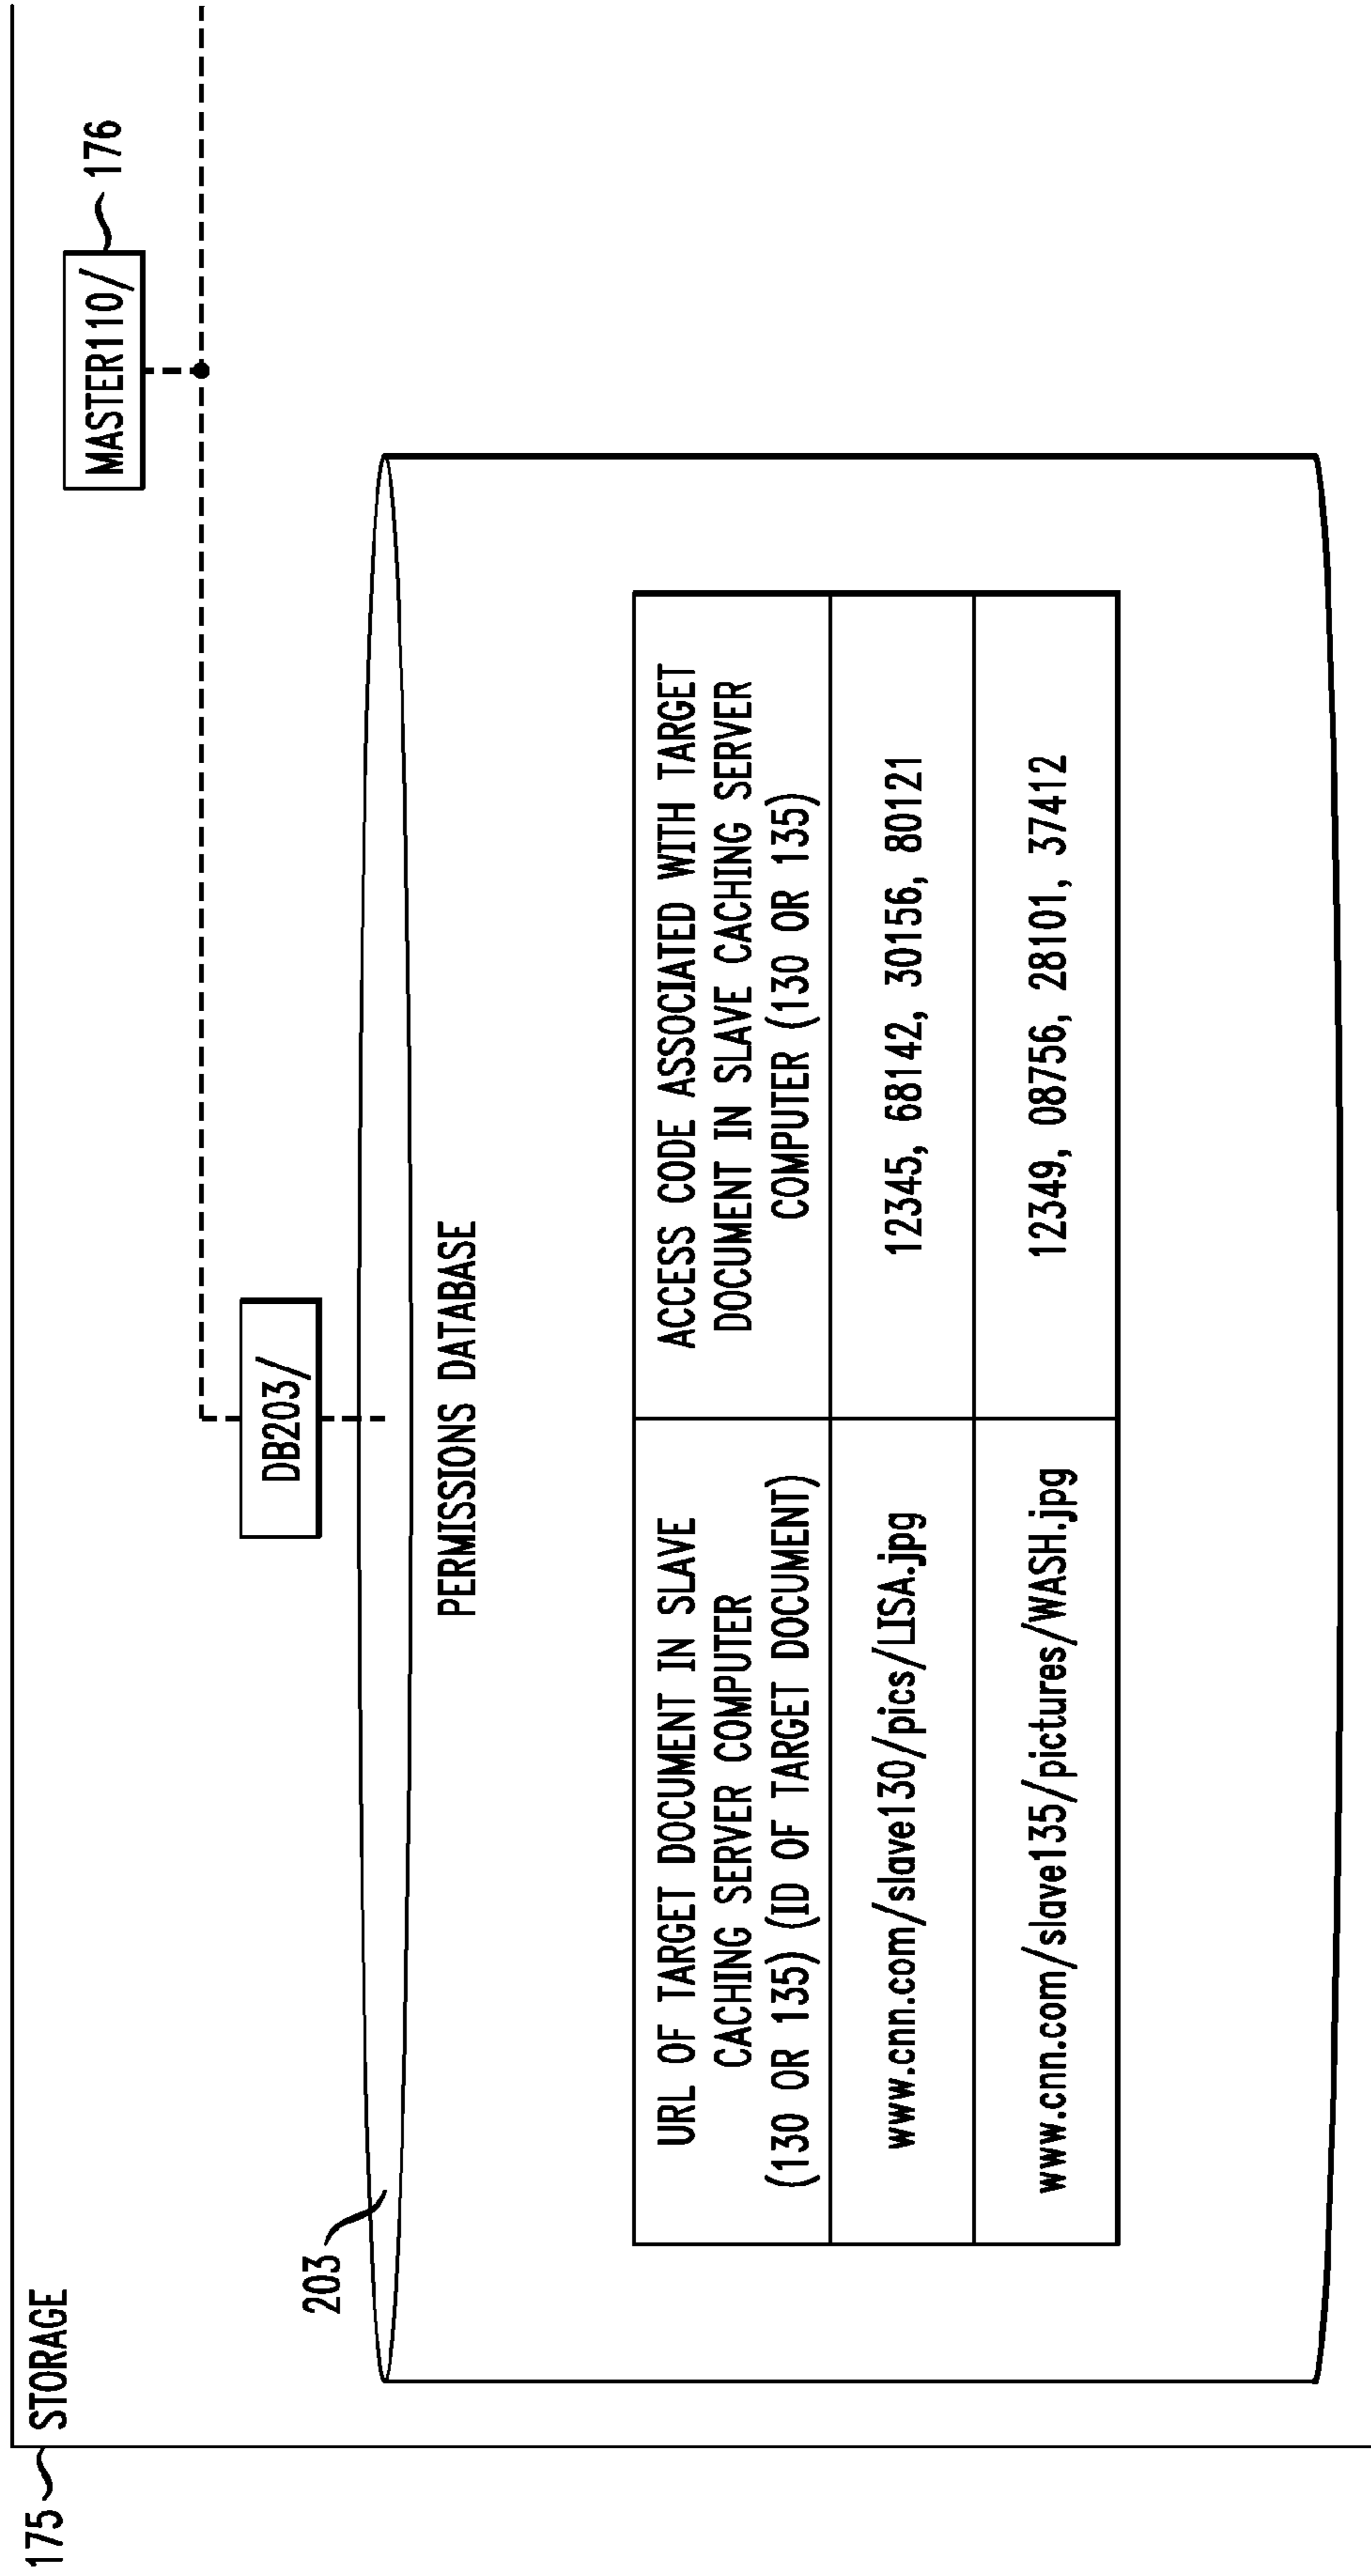 175 STORAGE
MASTER110/ 176
DB203/
203
PERMISSIONS DATABASE
URL OF TARGET DOCUMENT IN SLAVE
CACHING SERVER COMPUTER
(130 OR 135) (ID OF TARGET DOCUMENT)
ACCESS CODE ASSOCIATED WITH TARGET
DOCUMENT IN SLAVE CACHING SERVER
COMPUTER (130 OR 135)
www.cnn.com/slave130/pics/LISA.jpg
12345, 68142, 30156, 80121
www.cnn.com/slave135/pictures/WASH.jpg
12349, 08756, 28101, 37412